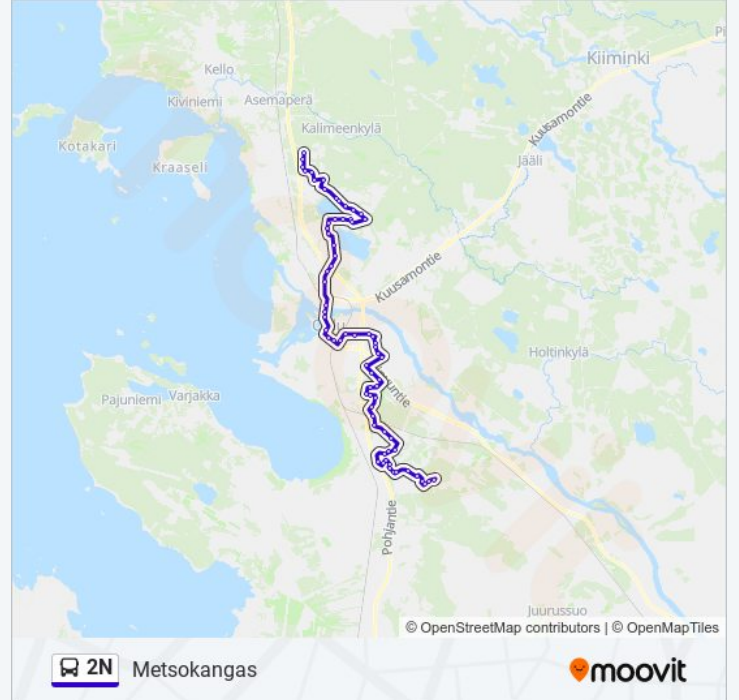 Pi
Kiiminki
Kello
Kiviniemi
Asemaperä
Kuusamontie
Kalimeenkylä
Kotakari
Jääli
Kraaseli
Kuusamontie
Holtinkylä
Pajuniemi
Varjakka
Pohjantie
Juurussuo
© OpenStreetMap contributors | © OpenMapTiles
2N
Metsokangas
moovit